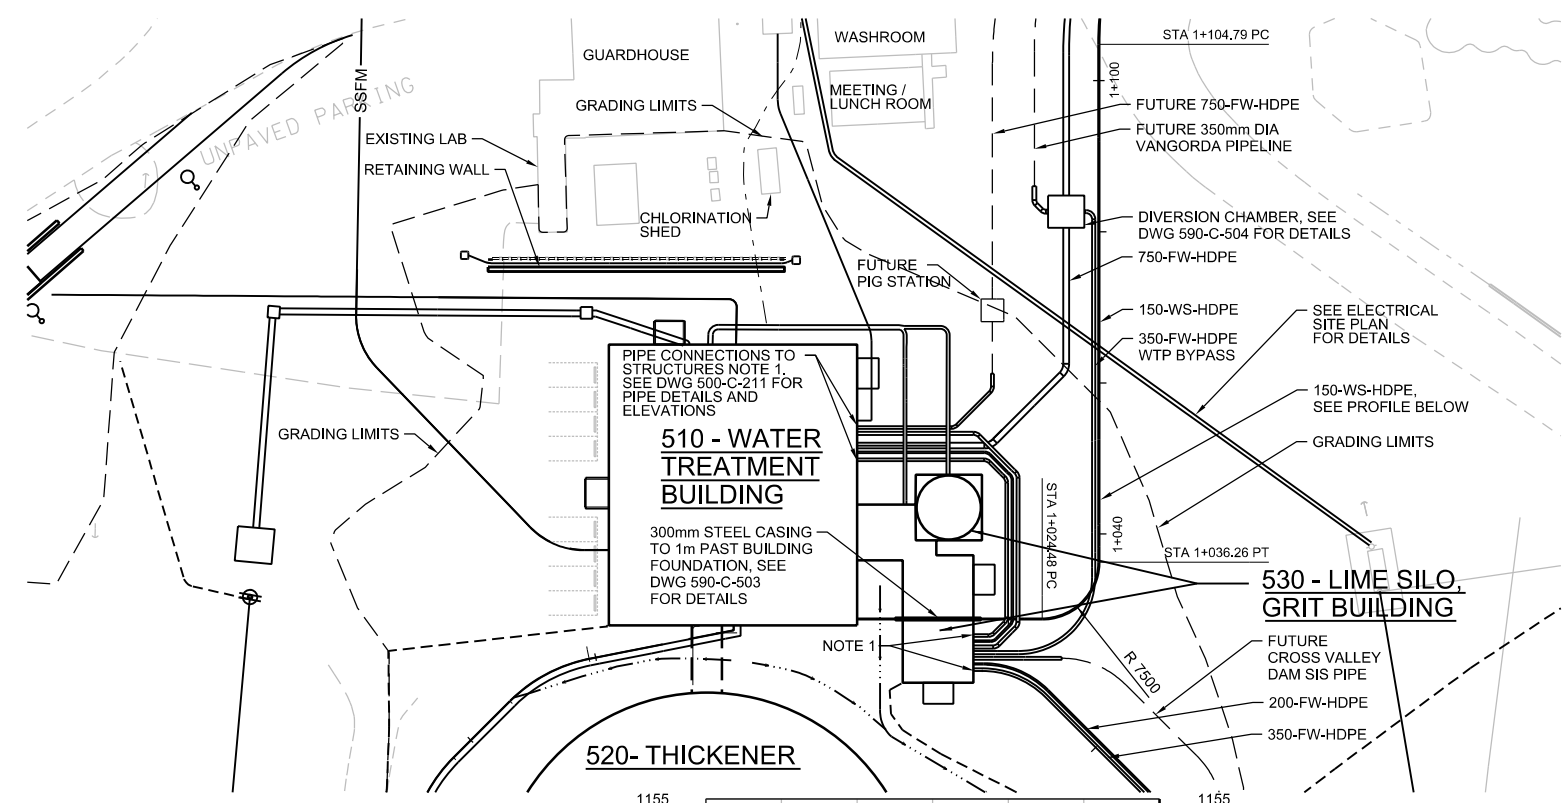 WASHROOM
STA 1+104.79 PC
GUARDHOUSE
SSFM
UNPAVED PARKING
GRADING LIMITS
MEETING /
LUNCH ROOM
1+100
FUTURE 750-FW-HDPE
FUTURE 350mm DIA
VANGORDA PIPELINE
EXISTING LAB
RETAINING WALL
CHLORINATION
SHED
DIVERSION CHAMBER, SEE
DWG 590-C-504 FOR DETAILS
750-FW-HDPE
FUTURE
PIG STATION
150-WS-HDPE
350-FW-HDPE
WTP BYPASS
SEE ELECTRICAL
SITE PLAN
FOR DETAILS
PIPE CONNECTIONS TO
STRUCTURES NOTE 1.
SEE DWG 500-C-211 FOR
PIPE DETAILS AND
ELEVATIONS
150-WS-HDPE,
SEE PROFILE BELOW
GRADING LIMITS
GRADING LIMITS
510 - WATER
TREATMENT
BUILDING
STA 1+024.48 PC
1+040
STA 1+036.26 PT
300mm STEEL CASING
TO 1m PAST BUILDING
FOUNDATION, SEE
DWG 590-C-503
FOR DETAILS
530 - LIME SILO,
GRIT BUILDING
NOTE 1
R 7500
FUTURE
CROSS VALLEY
DAM SIS PIPE
200-FW-HDPE
350-FW-HDPE
520- THICKENER
1155
1155